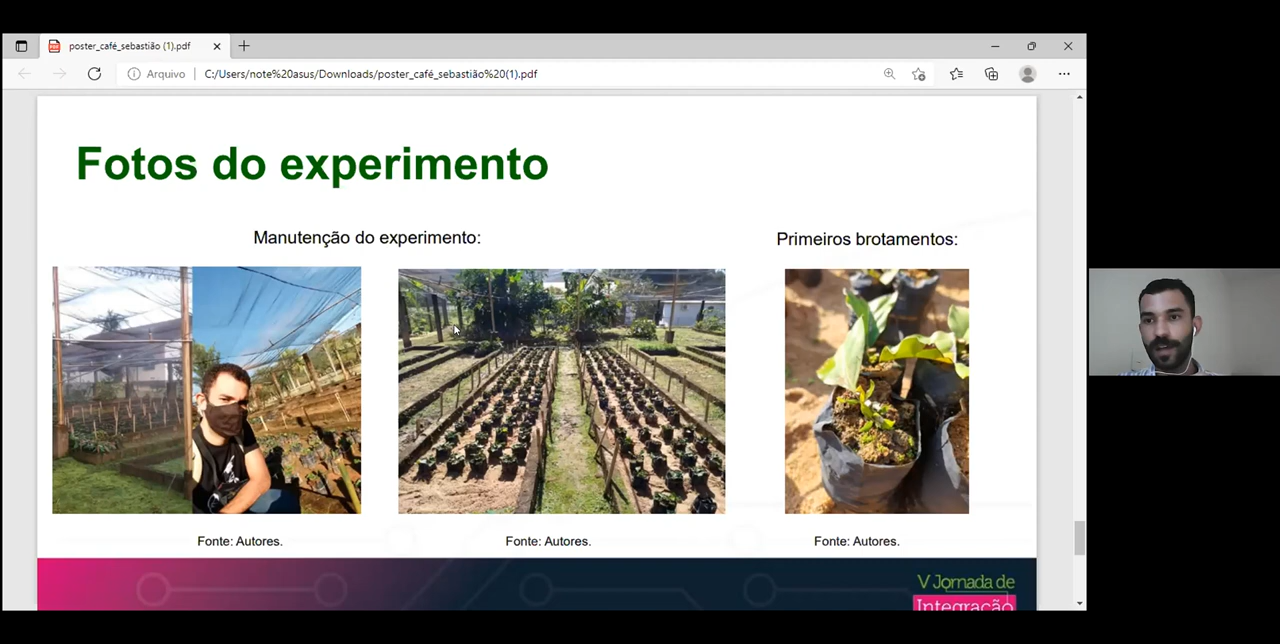 poster_café_sebastião (1).pdf
Arquivo
C:/Users/note%20asus/Downloads/poster_café_sebastião%20(1).pdf
Fotos do experimento
Manutenção do experimento:
Primeiros brotamentos:
Fonte: Autores.
Fonte: Autores.
Fonte: Autores.
V Jornada de
Integração